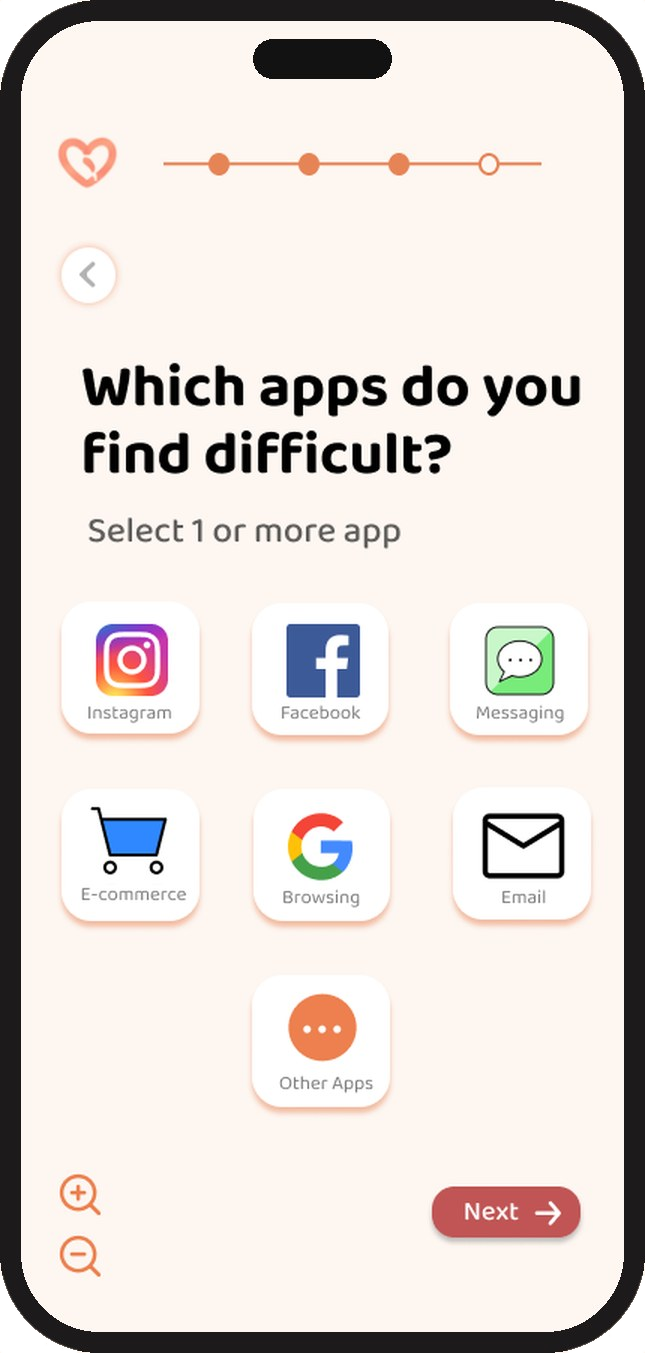 Which apps do you
find difficult?
Select 1 or more app
Instagram
Facebook
Messaging
E-commerce
Browsing
Email
Other Apps
Next